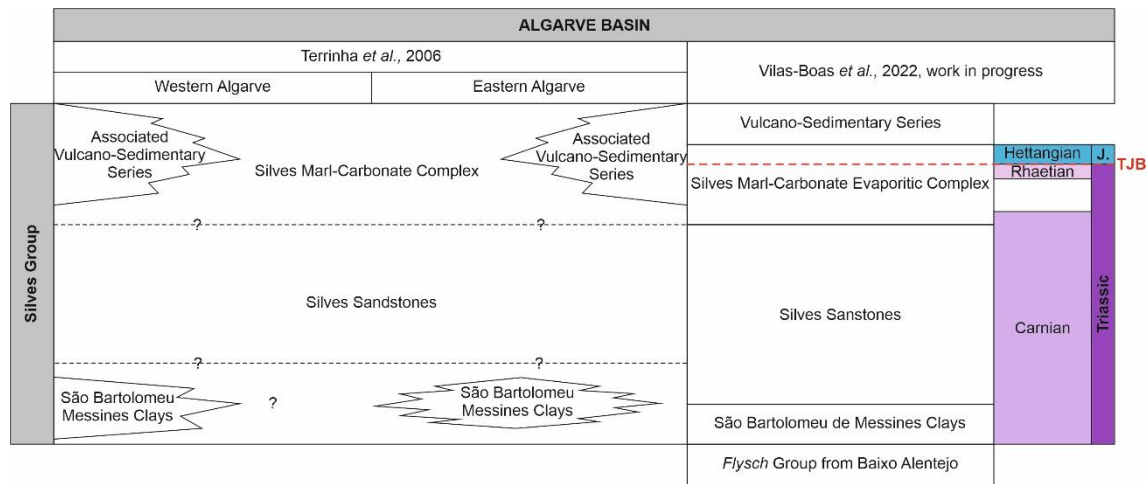 ALGARVE BASIN
Terrinha et al., 2006
Vilas-Boas et al., 2022, work in progress
Western Algarve
Eastern Algarve
Silves Group
Associated
Vulcano-Sedimentary
Series
Silves Marl-Carbonate Complex
Associated
Vulcano-Sedimentary
Series
Vulcano-Sedimentary Series
Silves Marl-Carbonate Evaporitic Complex
Hettangian
J.
TJB
Rhaetian
?
?
Silves Sandstones
Silves Sanstones
Carnian
Triassic
?
?
São Bartolomeu
Messines Clays
?
São Bartolomeu
Messines Clays
São Bartolomeu de Messines Clays
Flysch Group from Baixo Alentejo